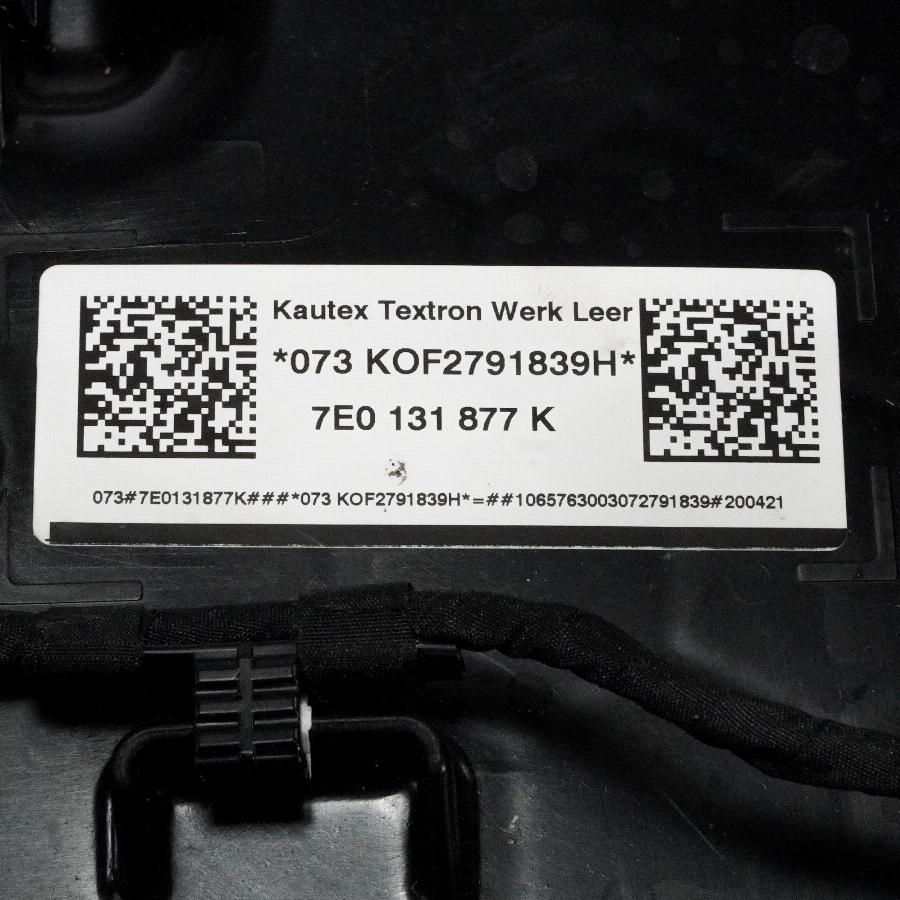 Kautex Textron Werk Leer
*073 KOF2791839H*
7E0 131 877 K
073#7E0131877K###*073 KOF2791839H*=##1065763003072791839#200421